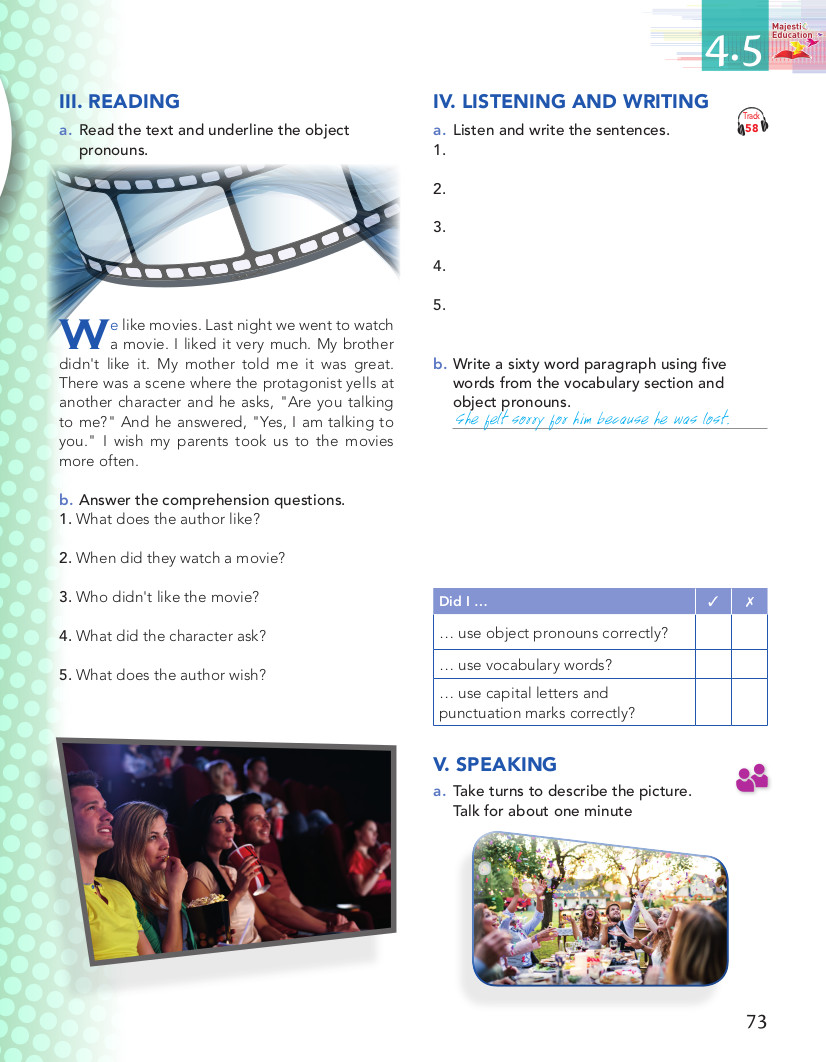 4.5
Majesti
Education
III. READING
a. Read the text and underline the object
pronouns.
We like movies. Last night we went to watch
a movie. I liked it very much. My brother
didn't like it. My mother told me it was great.
There was a scene where the protagonist yells at
another character and he asks, "Are you talking
to me?" And he answered, "Yes, I am talking to
you." I wish my parents took us to the movies
more often.
b. Answer the comprehension questions.
1. What does the author like?
2. When did they watch a movie?
3. Who didn't like the movie?
4. What did the character ask?
5. What does the author wish?
IV. LISTENING AND WRITING
a. Listen and write the sentences.
Track
58
1.
2.
3.
4.
5.
b. Write a sixty word paragraph using five
words from the vocabulary section and
object pronouns.
She felt sorry for him because he was lost.
Did I ... ✓ ✗
... use object pronouns correctly?
... use vocabulary words?
... use capital letters and
punctuation marks correctly?
V. SPEAKING
a. Take turns to describe the picture.
Talk for about one minute
73